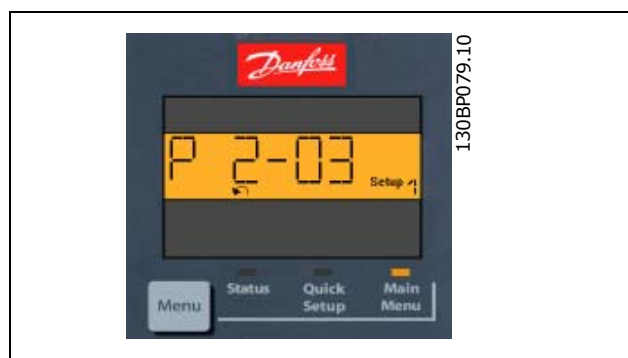 Danfoss
P 2-03
Setup 1
Status
Quick Setup
Main Menu
Menu
130BP079.10